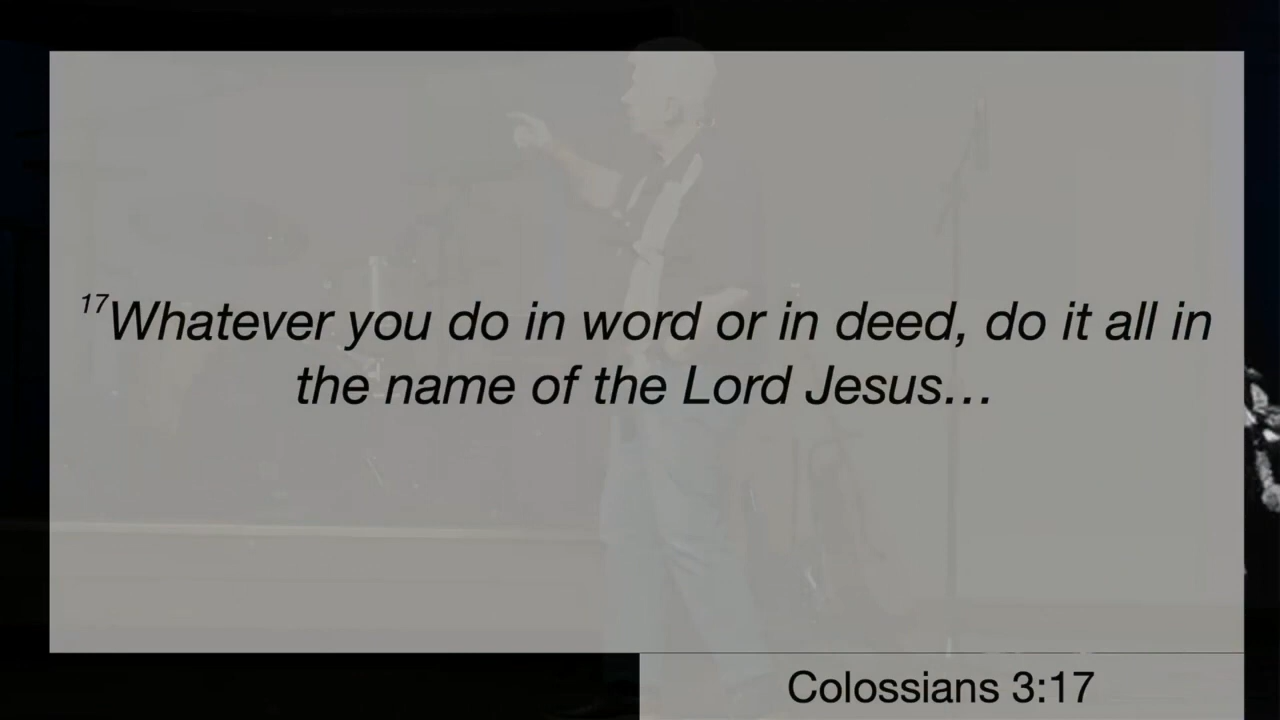 17Whatever you do in word or in deed, do it all in
the name of the Lord Jesus…
Colossians 3:17